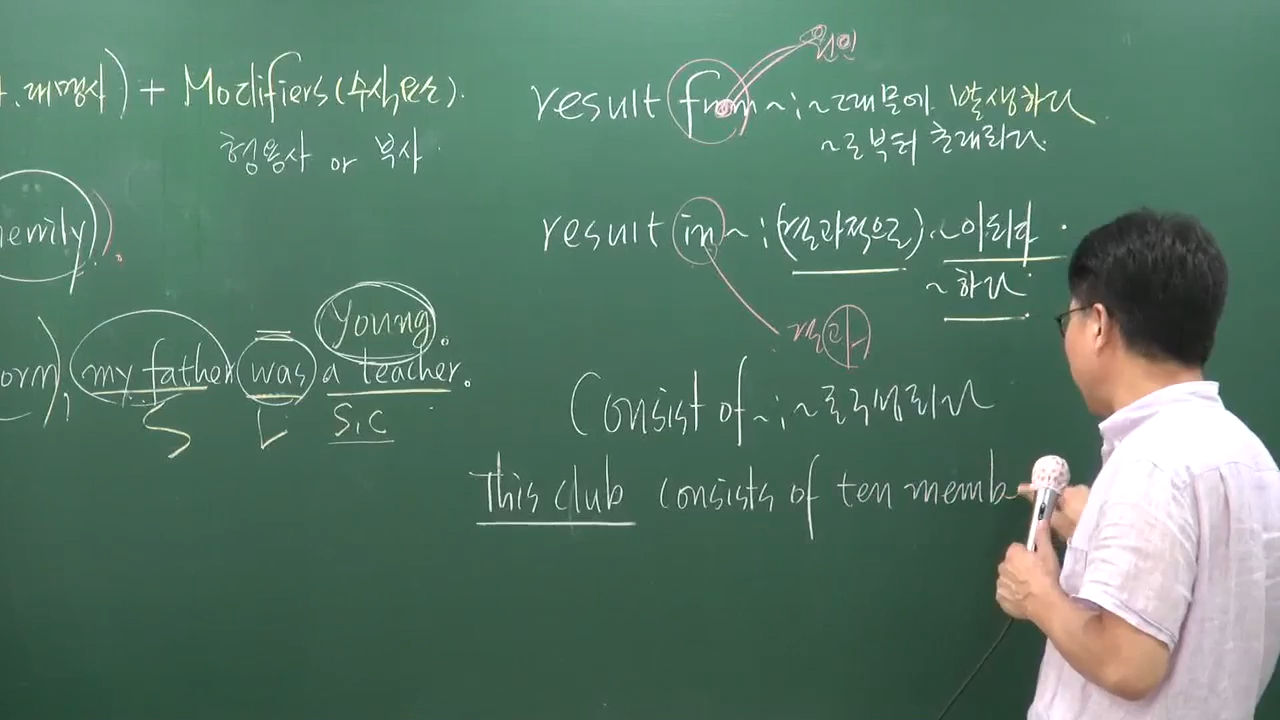 대명사) + Modifiers (수식요소).
형용사 or 부사
emily).
orn), my father was a teacher.
young.
S V S.C
result from ~ ; ~때문에 발생하다
원인
~로부터 초래하다.
result in ~ ; (결과적으로) ~이되다.
~하다.
결과
Consist of ~ ; ~로 구성되다
This club consists of ten memb